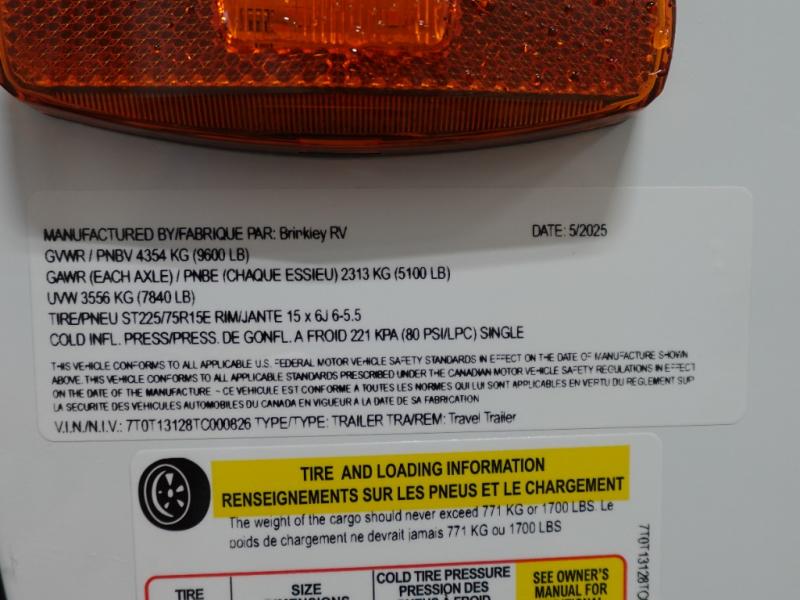 MANUFACTURED BY/FABRIQUE PAR: Brinkley RV DATE: 5/2025
GVWR / PNBV 4354 KG (9600 LB)
GAWR (EACH AXLE) / PNBE (CHAQUE ESSIEU) 2313 KG (5100 LB)
UVW 3556 KG (7840 LB)
TIRE/PNEU ST225/75R15E RIM/JANTE 15 x 6J 6-5.5
COLD INFL. PRESS/PRESS. DE GONFL. A FROID 221 KPA (80 PSI/LPC) SINGLE
THIS VEHICLE CONFORMS TO ALL APPLICABLE U.S. FEDERAL MOTOR VEHICLE SAFETY STANDARDS IN EFFECT ON THE DATE OF MANUFACTURE SHOWN
ABOVE. THIS VEHICLE CONFORMS TO ALL APPLICABLE STANDARDS PRESCRIBED UNDER THE CANADIAN MOTOR VEHICLE SAFETY REGULATIONS IN EFFECT
ON THE DATE OF THE MANUFACTURE - CE VEHICULE EST CONFORME A TOUTES LES NORMES QUI LUI SONT APPLICABLES EN VERTU DU REGLEMENT SUR
LA SECURITE DES VEHICULES AUTOMOBILES DU CANADA EN VIGUEUR A LA DATE DE SA FABRICATION
V.I.N./N.I.V.: 7T0T13128TC000826 TYPE/TYPE: TRAILER TRA/REM: Travel Trailer
TIRE AND LOADING INFORMATION
RENSEIGNEMENTS SUR LES PNEUS ET LE CHARGEMENT
The weight of the cargo should never exceed 771 KG or 1700 LBS. Le
poids de chargement ne devrait jamais 771 KG ou 1700 LBS
TIRE SIZE COLD TIRE PRESSURE SEE OWNER'S
PRESSION DES MANUAL FOR
7T0T13128TC